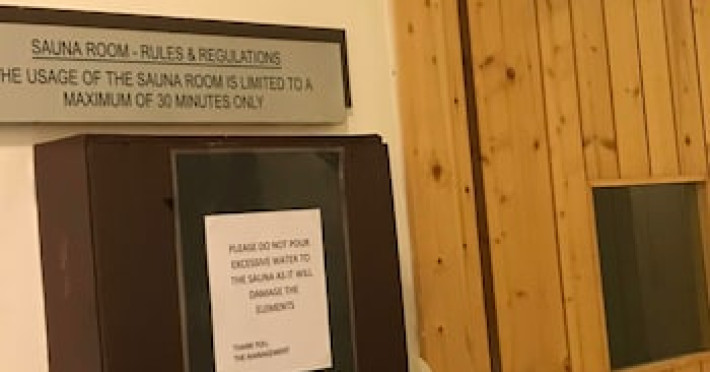 SAUNA ROOM - RULES & REGULATIONS
HE USAGE OF THE SAUNA ROOM IS LIMITED TO A
MAXIMUM OF 30 MINUTES ONLY
PLEASE DO NOT POUR
EXCESSIVE WATER TO
THE SAUNA AS IT WILL
DAMAGE THE
ELEMENTS
THANK YOU,
THE MANAGEMENT